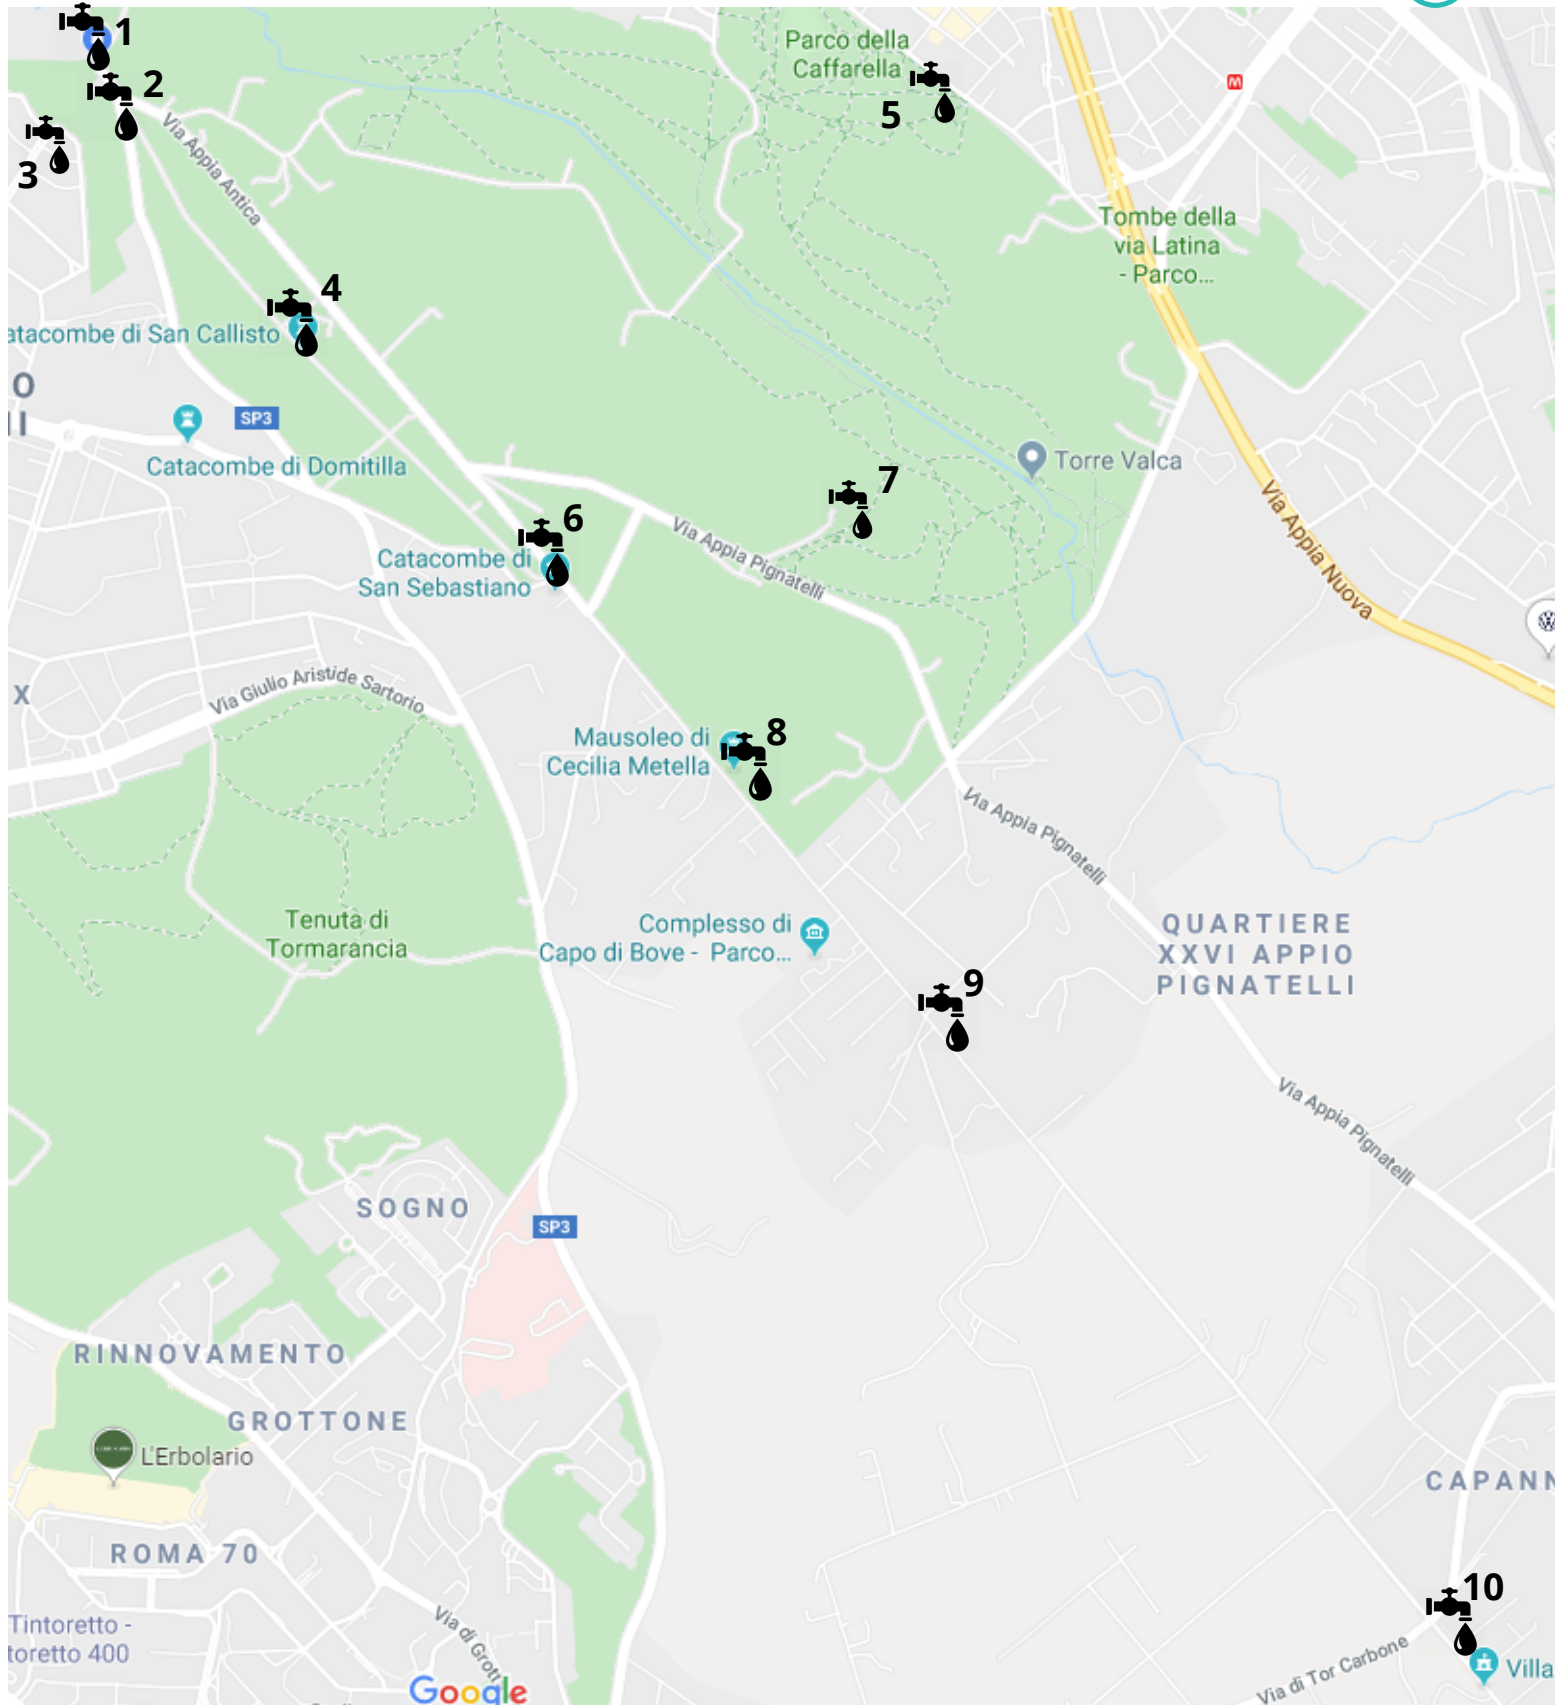 1
2
3
Via Appia Antica
Parco della
Caffarella
5
M
Tombe della
via Latina
- Parco...
4
atacombe di San Callisto
O
SP3
Catacombe di Domitilla
7
Torre Valca
6
Via Appia Pignatelli
Via Appia Nuova
Catacombe di
San Sebastiano
X
Via Giulio Aristide Sartorio
8
Mausoleo di
Cecilia Metella
Via Appia Pignatelli
Tenuta di
Tormarancia
Complesso di
Capo di Bove - Parco...
QUARTIERE
XXVI APPIO
PIGNATELLI
9
Via Appia Pignatelli
SOGNO
SP3
RINNOVAMENTO
GROTTONE
L'Erbolario
CAPANN
ROMA 70
10
Tintoretto -
toretto 400
Via di Grott
Via di Tor Carbone
Villa
Google